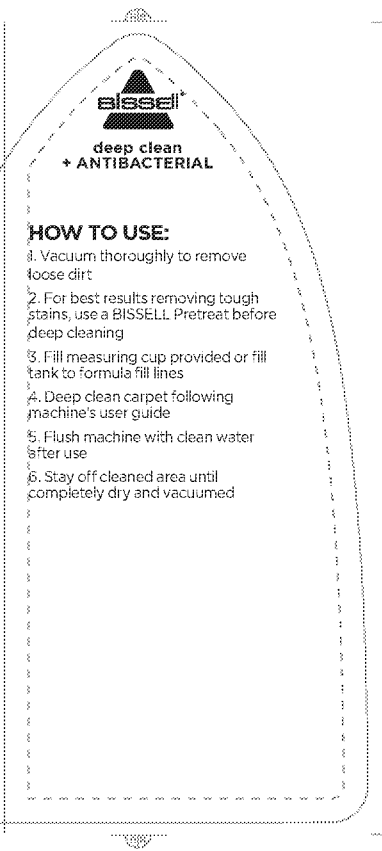 BISSELL
deep clean
+ ANTIBACTERIAL
HOW TO USE:
1. Vacuum thoroughly to remove
loose dirt
2. For best results removing tough
stains, use a BISSELL Pretreat before
deep cleaning
3. Fill measuring cup provided or fill
tank to formula fill lines
4. Deep clean carpet following
machine's user guide
5. Flush machine with clean water
after use
6. Stay off cleaned area until
completely dry and vacuumed